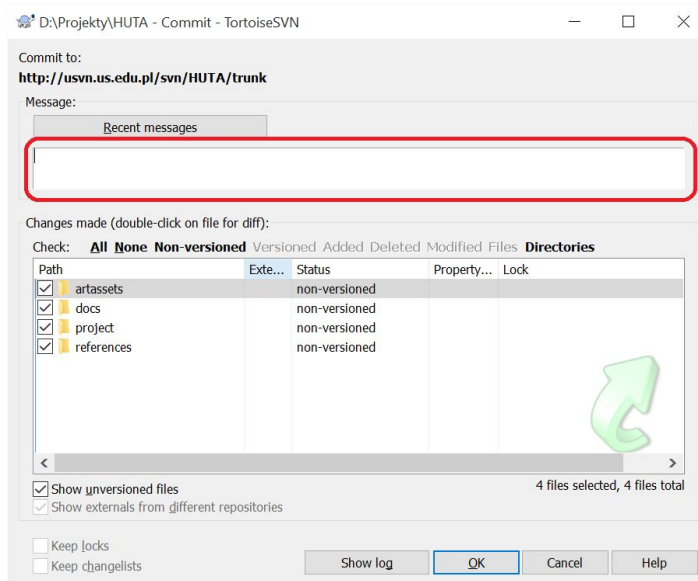 D:\Projekty\HUTA - Commit - TortoiseSVN
Commit to:
http://usvn.us.edu.pl/svn/HUTA/trunk
Message:
Recent messages
Changes made (double-click on file for diff):
Check: All None Non-versioned Versioned Added Deleted Modified Files Directories
Path Exte... Status Property... Lock
artassets non-versioned
docs non-versioned
project non-versioned
references non-versioned
Show unversioned files 4 files selected, 4 files total
Show externals from different repositories
Keep locks
Keep changelists
Show log OK Cancel Help